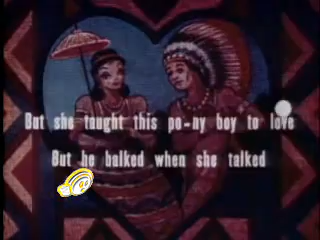 But she taught this po-ny boy to love
But he balked when she talked